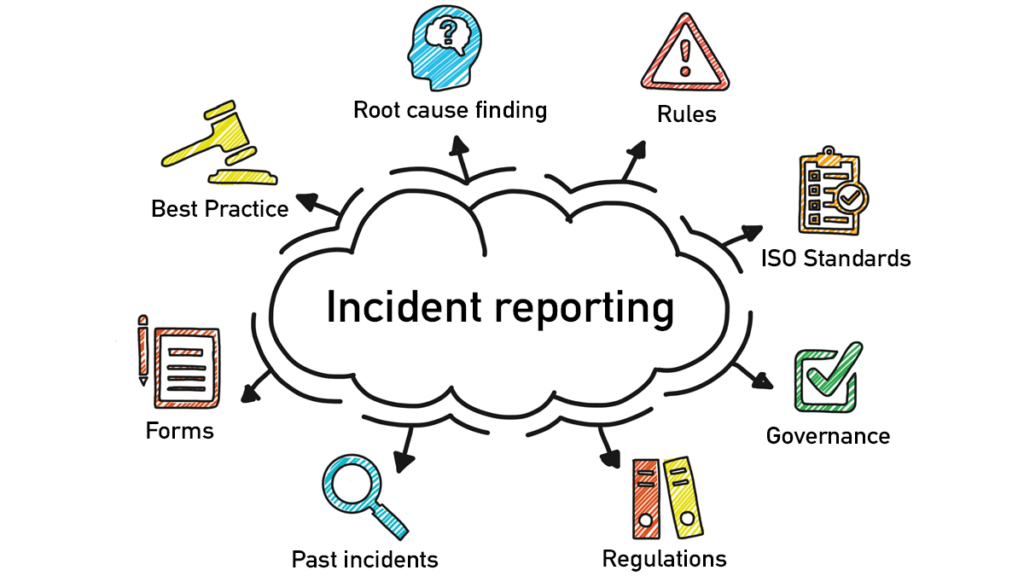 Root cause finding
Rules
Best Practice
ISO Standards
Incident reporting
Forms
Governance
Past incidents
Regulations